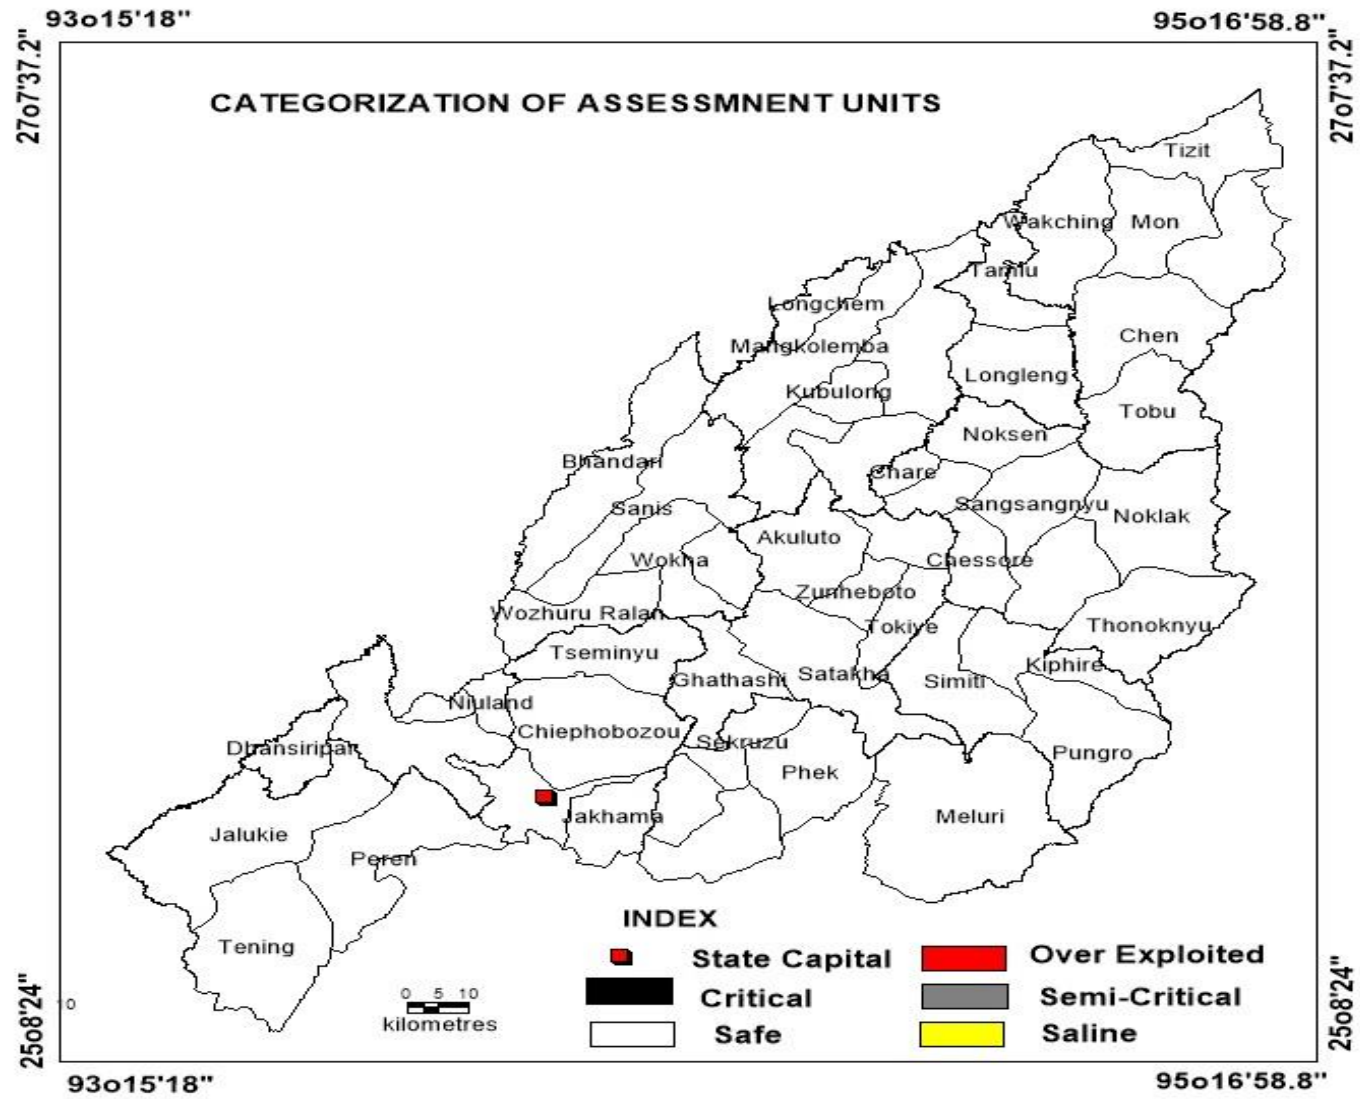 93o15'18"
95o16'58.8"
27o7'37.2"
27o7'37.2"
CATEGORIZATION OF ASSESSMNENT UNITS
Tizit
Wakching
Mon
Tamlu
Longchem
Chen
Mangkolemba
Longleng
Kubulong
Tobu
Noksen
Bhandari
Chare
Sangsangnyu
Sanis
Noklak
Akuluto
Wokha
Chessore
Zunheboto
Wozhuru Ralan
Tokiye
Thonoknyu
Tseminyu
Kiphire
Ghathashi
Satakha
Simiti
Niuland
Chiephobozou
Sekruzu
Dhansiripar
Pungro
Phek
Jakhama
Meluri
Jalukie
Peren
Tening
INDEX
State Capital
Over Exploited
Critical
Semi-Critical
Safe
Saline
0 5 10
kilometres
10
25o8'24"
25o8'24"
93o15'18"
95o16'58.8"